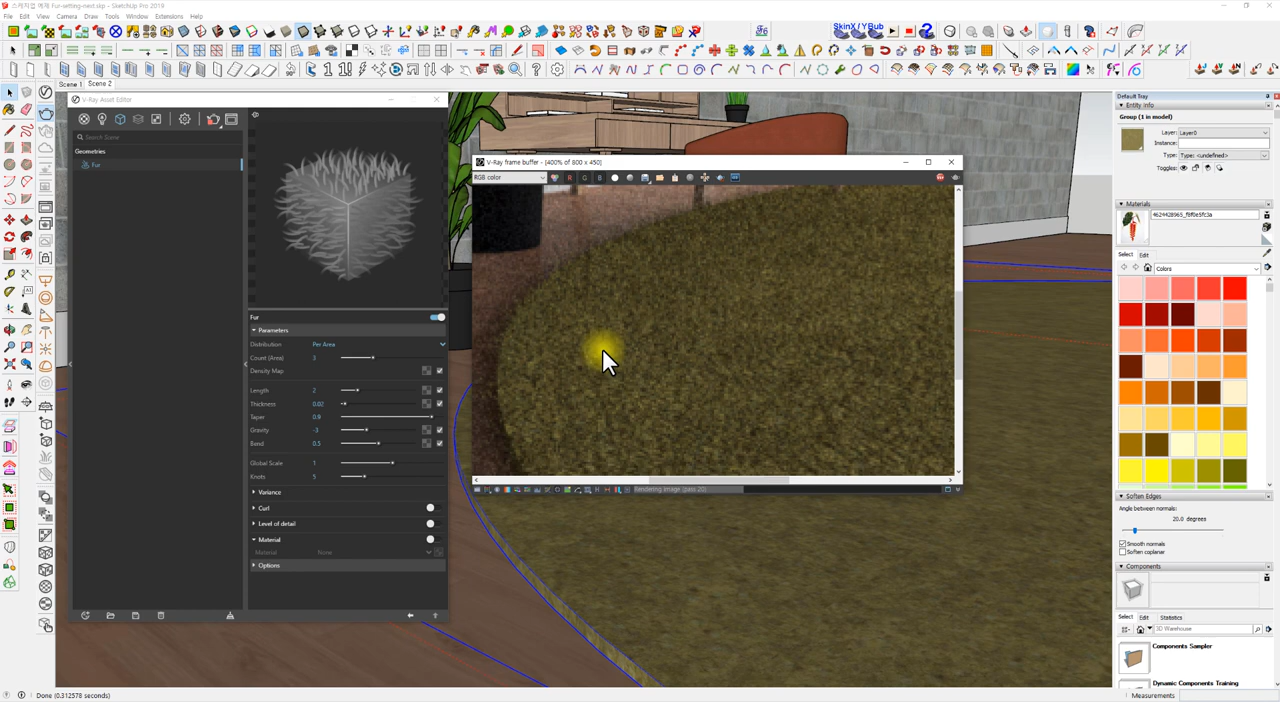 스케치업 예제 Fur-setting-next.skp - SketchUp Pro 2019
File Edit View Camera Draw Tools Window Extensions Help
SkinX/YBub
Scene 1 Scene 2
V-Ray Asset Editor
Search Scene
Geometries
Fur
Fur
Parameters
Distribution Per Area
Count (Area) 3
Density Map
Length 2
Thickness 0.02
Taper 0.9
Gravity -3
Bend 0.5
Global Scale 1
Knots 5
Variance
Curl
Level of detail
Material
Material None
Options
V-Ray frame buffer - [400% of 800 x 450]
RGB color
Rendering image (pass 20)
Default Tray
Entity Info
Group (1 in model)
Layer: Layer0
Instance:
Type: Type: <undefined>
Toggles:
Materials
4624428965_f8f0e5fc3a
Select Edit
Colors
Soften Edges
Angle between normals:
20.0 degrees
Smooth normals
Soften coplanar
Components
Select Edit Statistics
3D Warehouse
Components Sampler
Dynamic Components Training
Done (0.312578 seconds)
Measurements